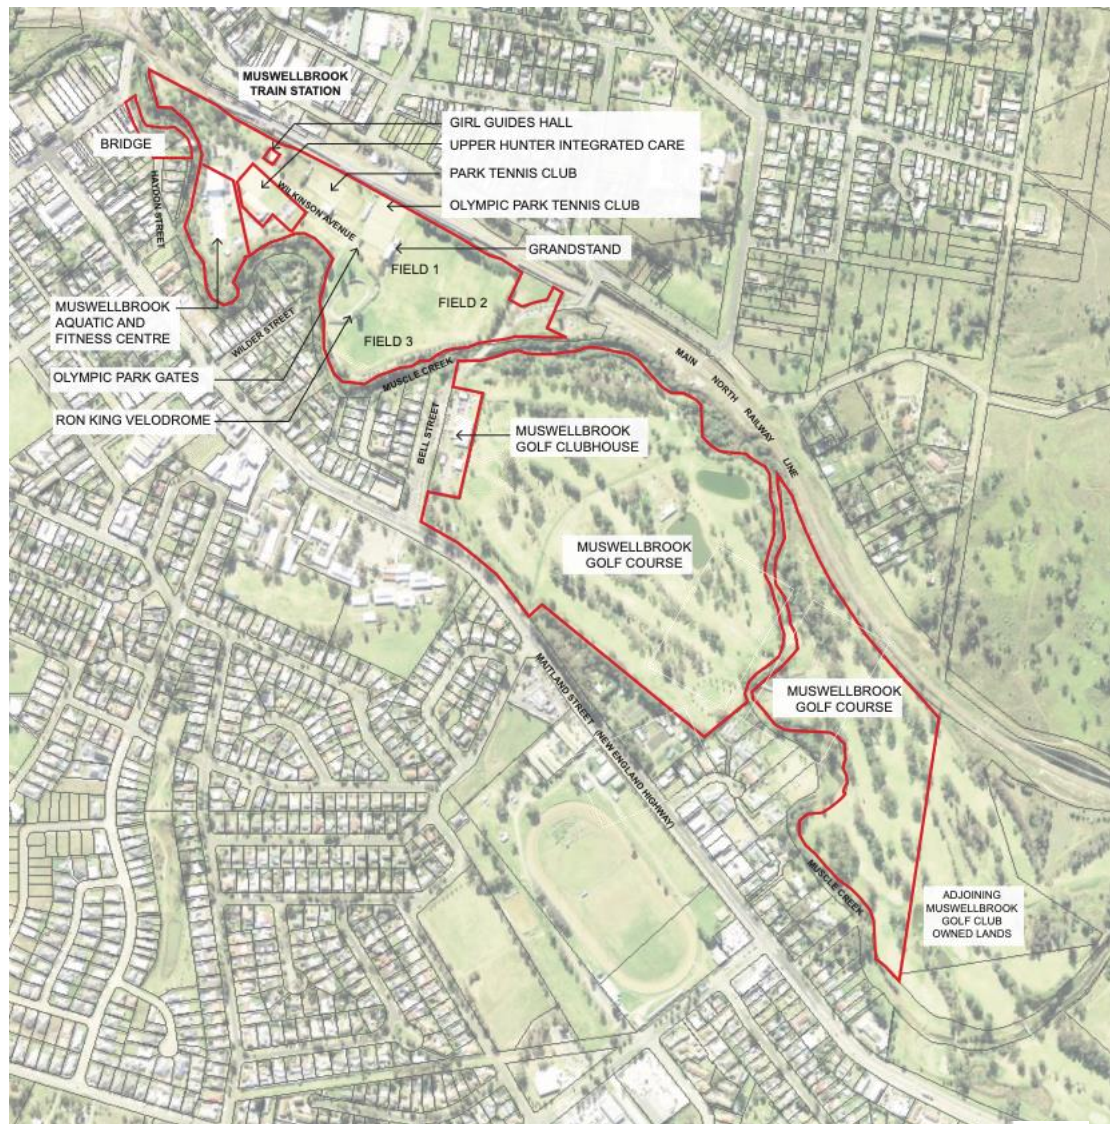 MUSWELLBROOK
TRAIN STATION
GIRL GUIDES HALL
UPPER HUNTER INTEGRATED CARE
BRIDGE
PARK TENNIS CLUB
WILKINSON AVENUE
OLYMPIC PARK TENNIS CLUB
HAYDON STREET
GRANDSTAND
FIELD 1
FIELD 2
MUSWELLBROOK
AQUATIC AND
FITNESS CENTRE
WILDER STREET
FIELD 3
OLYMPIC PARK GATES
MUSCLE CREEK
MAIN NORTH RAILWAY LINE
RON KING VELODROME
BELL STREET
MUSWELLBROOK
GOLF CLUBHOUSE
MUSWELLBROOK
GOLF COURSE
MAITLAND STREET (NEW ENGLAND HIGHWAY)
MUSWELLBROOK
GOLF COURSE
MUSCLE CREEK
ADJOINING
MUSWELLBROOK
GOLF CLUB
OWNED LANDS